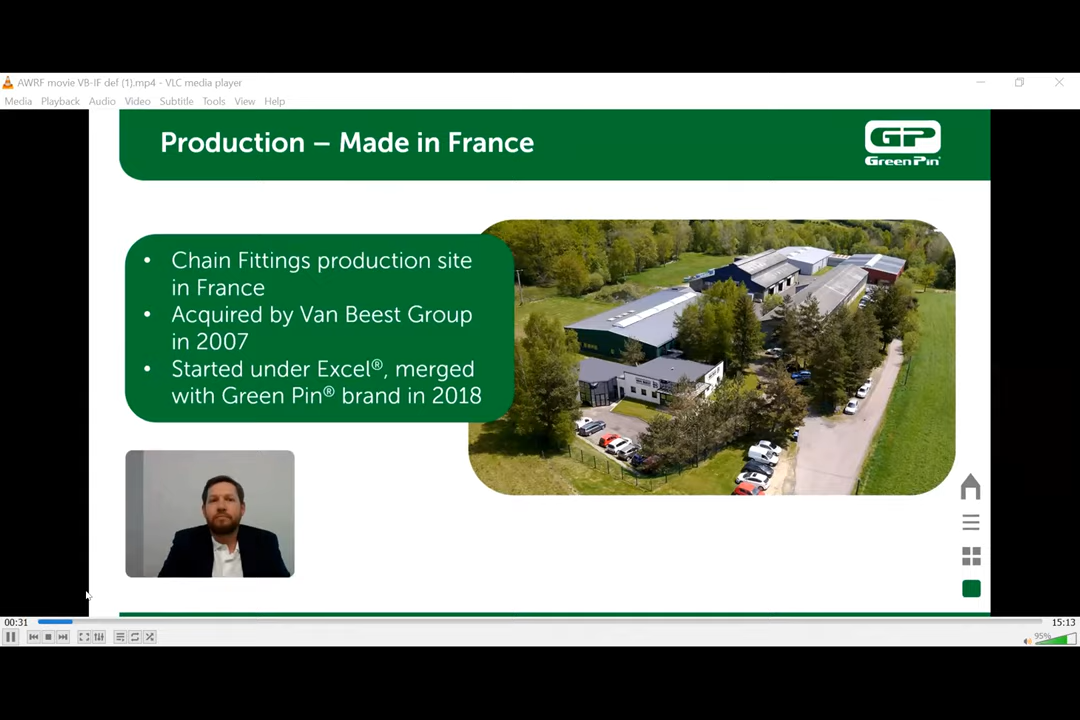 AWRF movie VB-IF def (1).mp4 - VLC media player
Media Playback Audio Video Subtitle Tools View Help
Production – Made in France
GP
Green Pin®
• Chain Fittings production site
in France
• Acquired by Van Beest Group
in 2007
• Started under Excel®, merged
with Green Pin® brand in 2018
00:31
15:13
95%